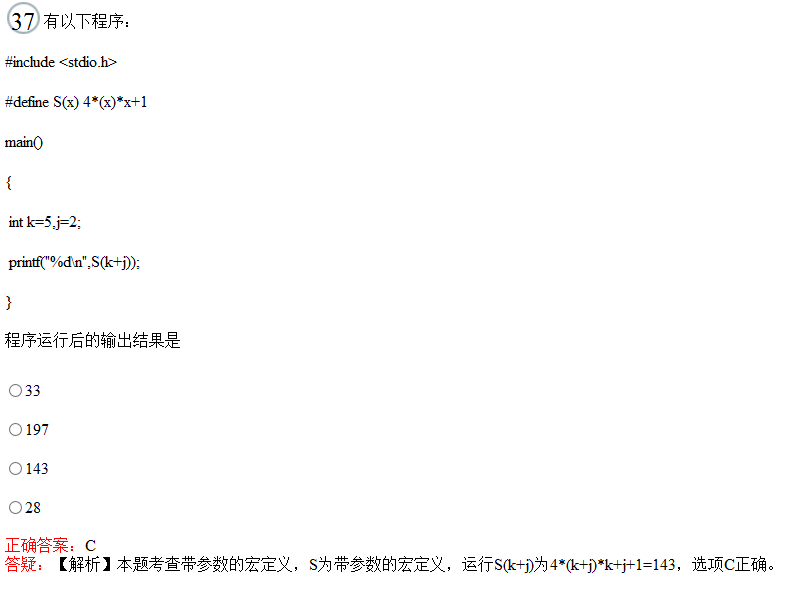 37 有以下程序：
#include <stdio.h>
#define S(x) 4*(x)*x+1
main()
{
int k=5,j=2;
printf("%d\n",S(k+j));
}
程序运行后的输出结果是
33
197
143
28
正确答案：C
答疑：【解析】本题考查带参数的宏定义，S为带参数的宏定义，运行S(k+j)为4*(k+j)*k+j+1=143，选项C正确。